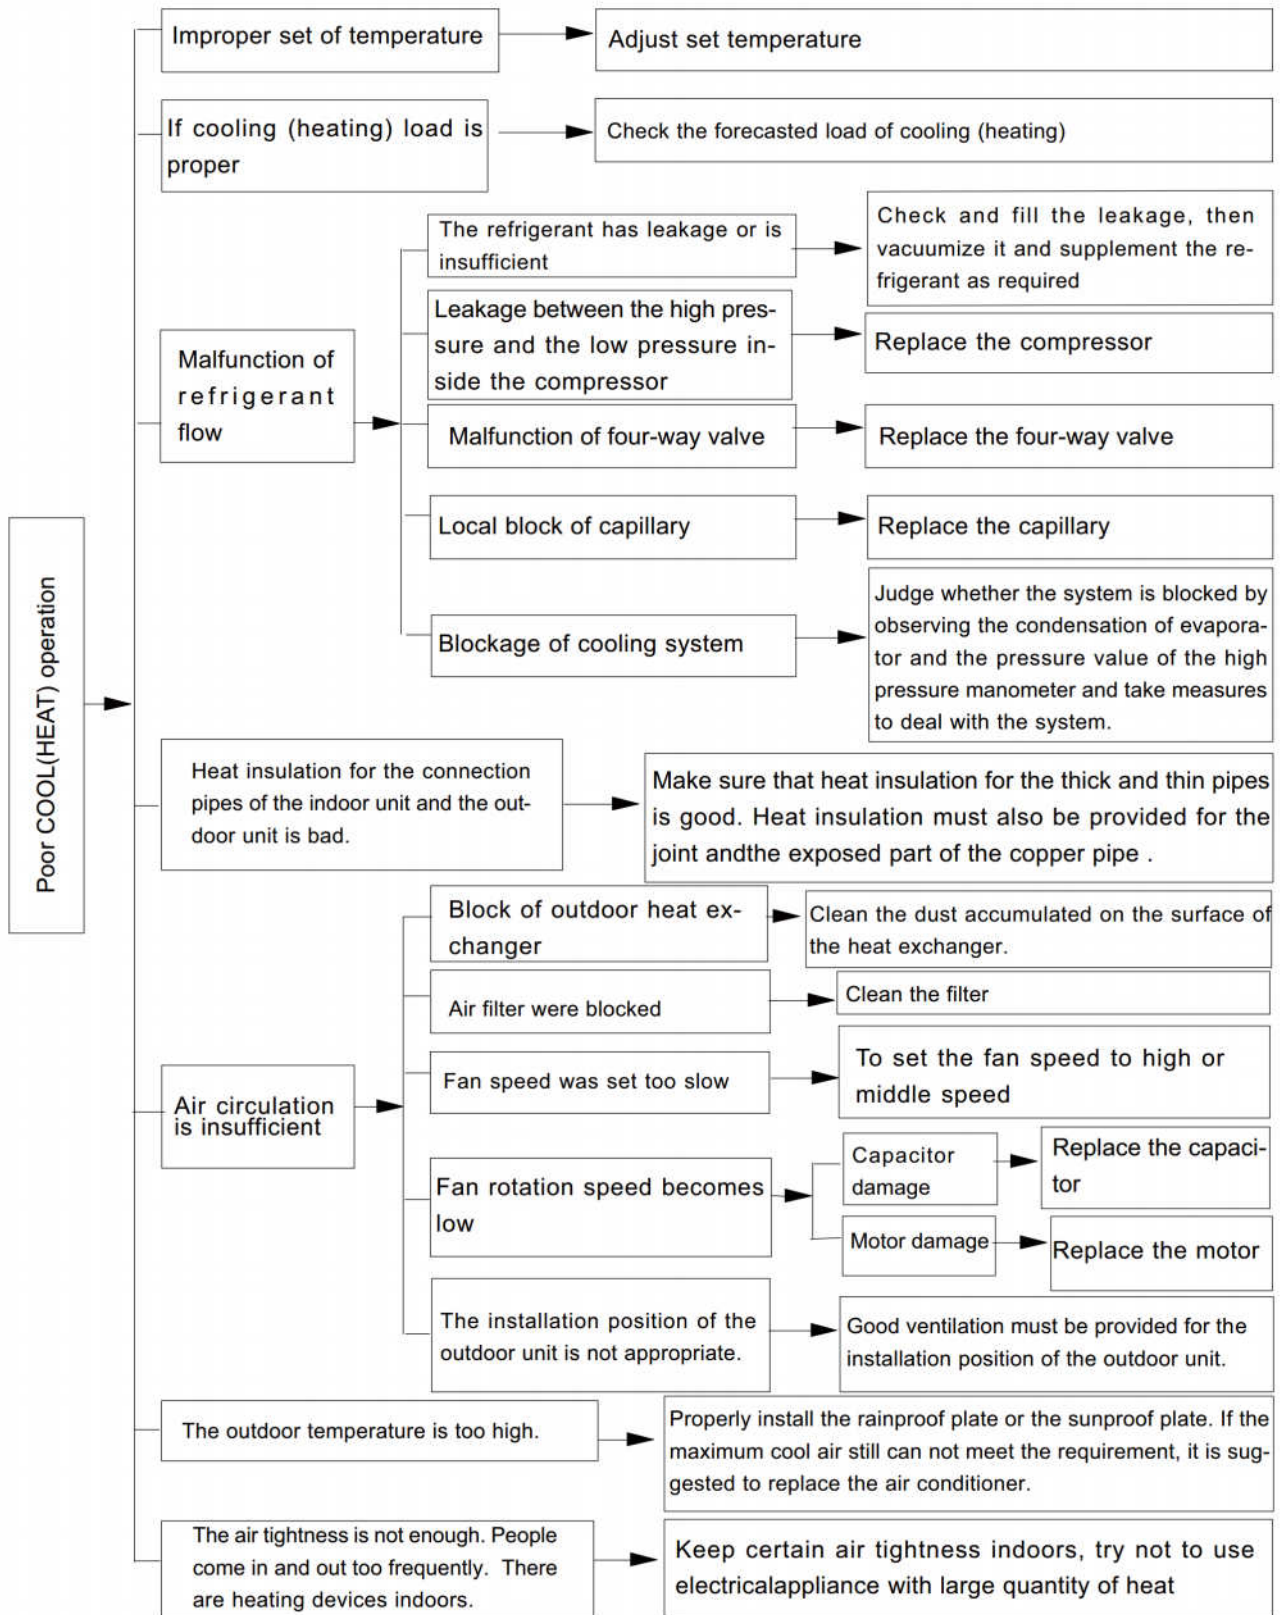 Poor COOL(HEAT) operation
Improper set of temperature
Adjust set temperature
If cooling (heating) load is
proper
Check the forecasted load of cooling (heating)
Malfunction of
refrigerant
flow
The refrigerant has leakage or is
insufficient
Check and fill the leakage, then
vacuumize it and supplement the re-
frigerant as required
Leakage between the high pres-
sure and the low pressure in-
side the compressor
Replace the compressor
Malfunction of four-way valve
Replace the four-way valve
Local block of capillary
Replace the capillary
Blockage of cooling system
Judge whether the system is blocked by
observing the condensation of evapora-
tor and the pressure value of the high
pressure manometer and take measures
to deal with the system.
Heat insulation for the connection
pipes of the indoor unit and the out-
door unit is bad.
Make sure that heat insulation for the thick and thin pipes
is good. Heat insulation must also be provided for the
joint andthe exposed part of the copper pipe .
Air circulation
is insufficient
Block of outdoor heat ex-
changer
Clean the dust accumulated on the surface of
the heat exchanger.
Air filter were blocked
Clean the filter
Fan speed was set too slow
To set the fan speed to high or
middle speed
Fan rotation speed becomes
low
Capacitor
damage
Replace the capaci-
tor
Motor damage
Replace the motor
The installation position of the
outdoor unit is not appropriate.
Good ventilation must be provided for the
installation position of the outdoor unit.
The outdoor temperature is too high.
Properly install the rainproof plate or the sunproof plate. If the
maximum cool air still can not meet the requirement, it is sug-
gested to replace the air conditioner.
The air tightness is not enough. People
come in and out too frequently. There
are heating devices indoors.
Keep certain air tightness indoors, try not to use
electricalappliance with large quantity of heat